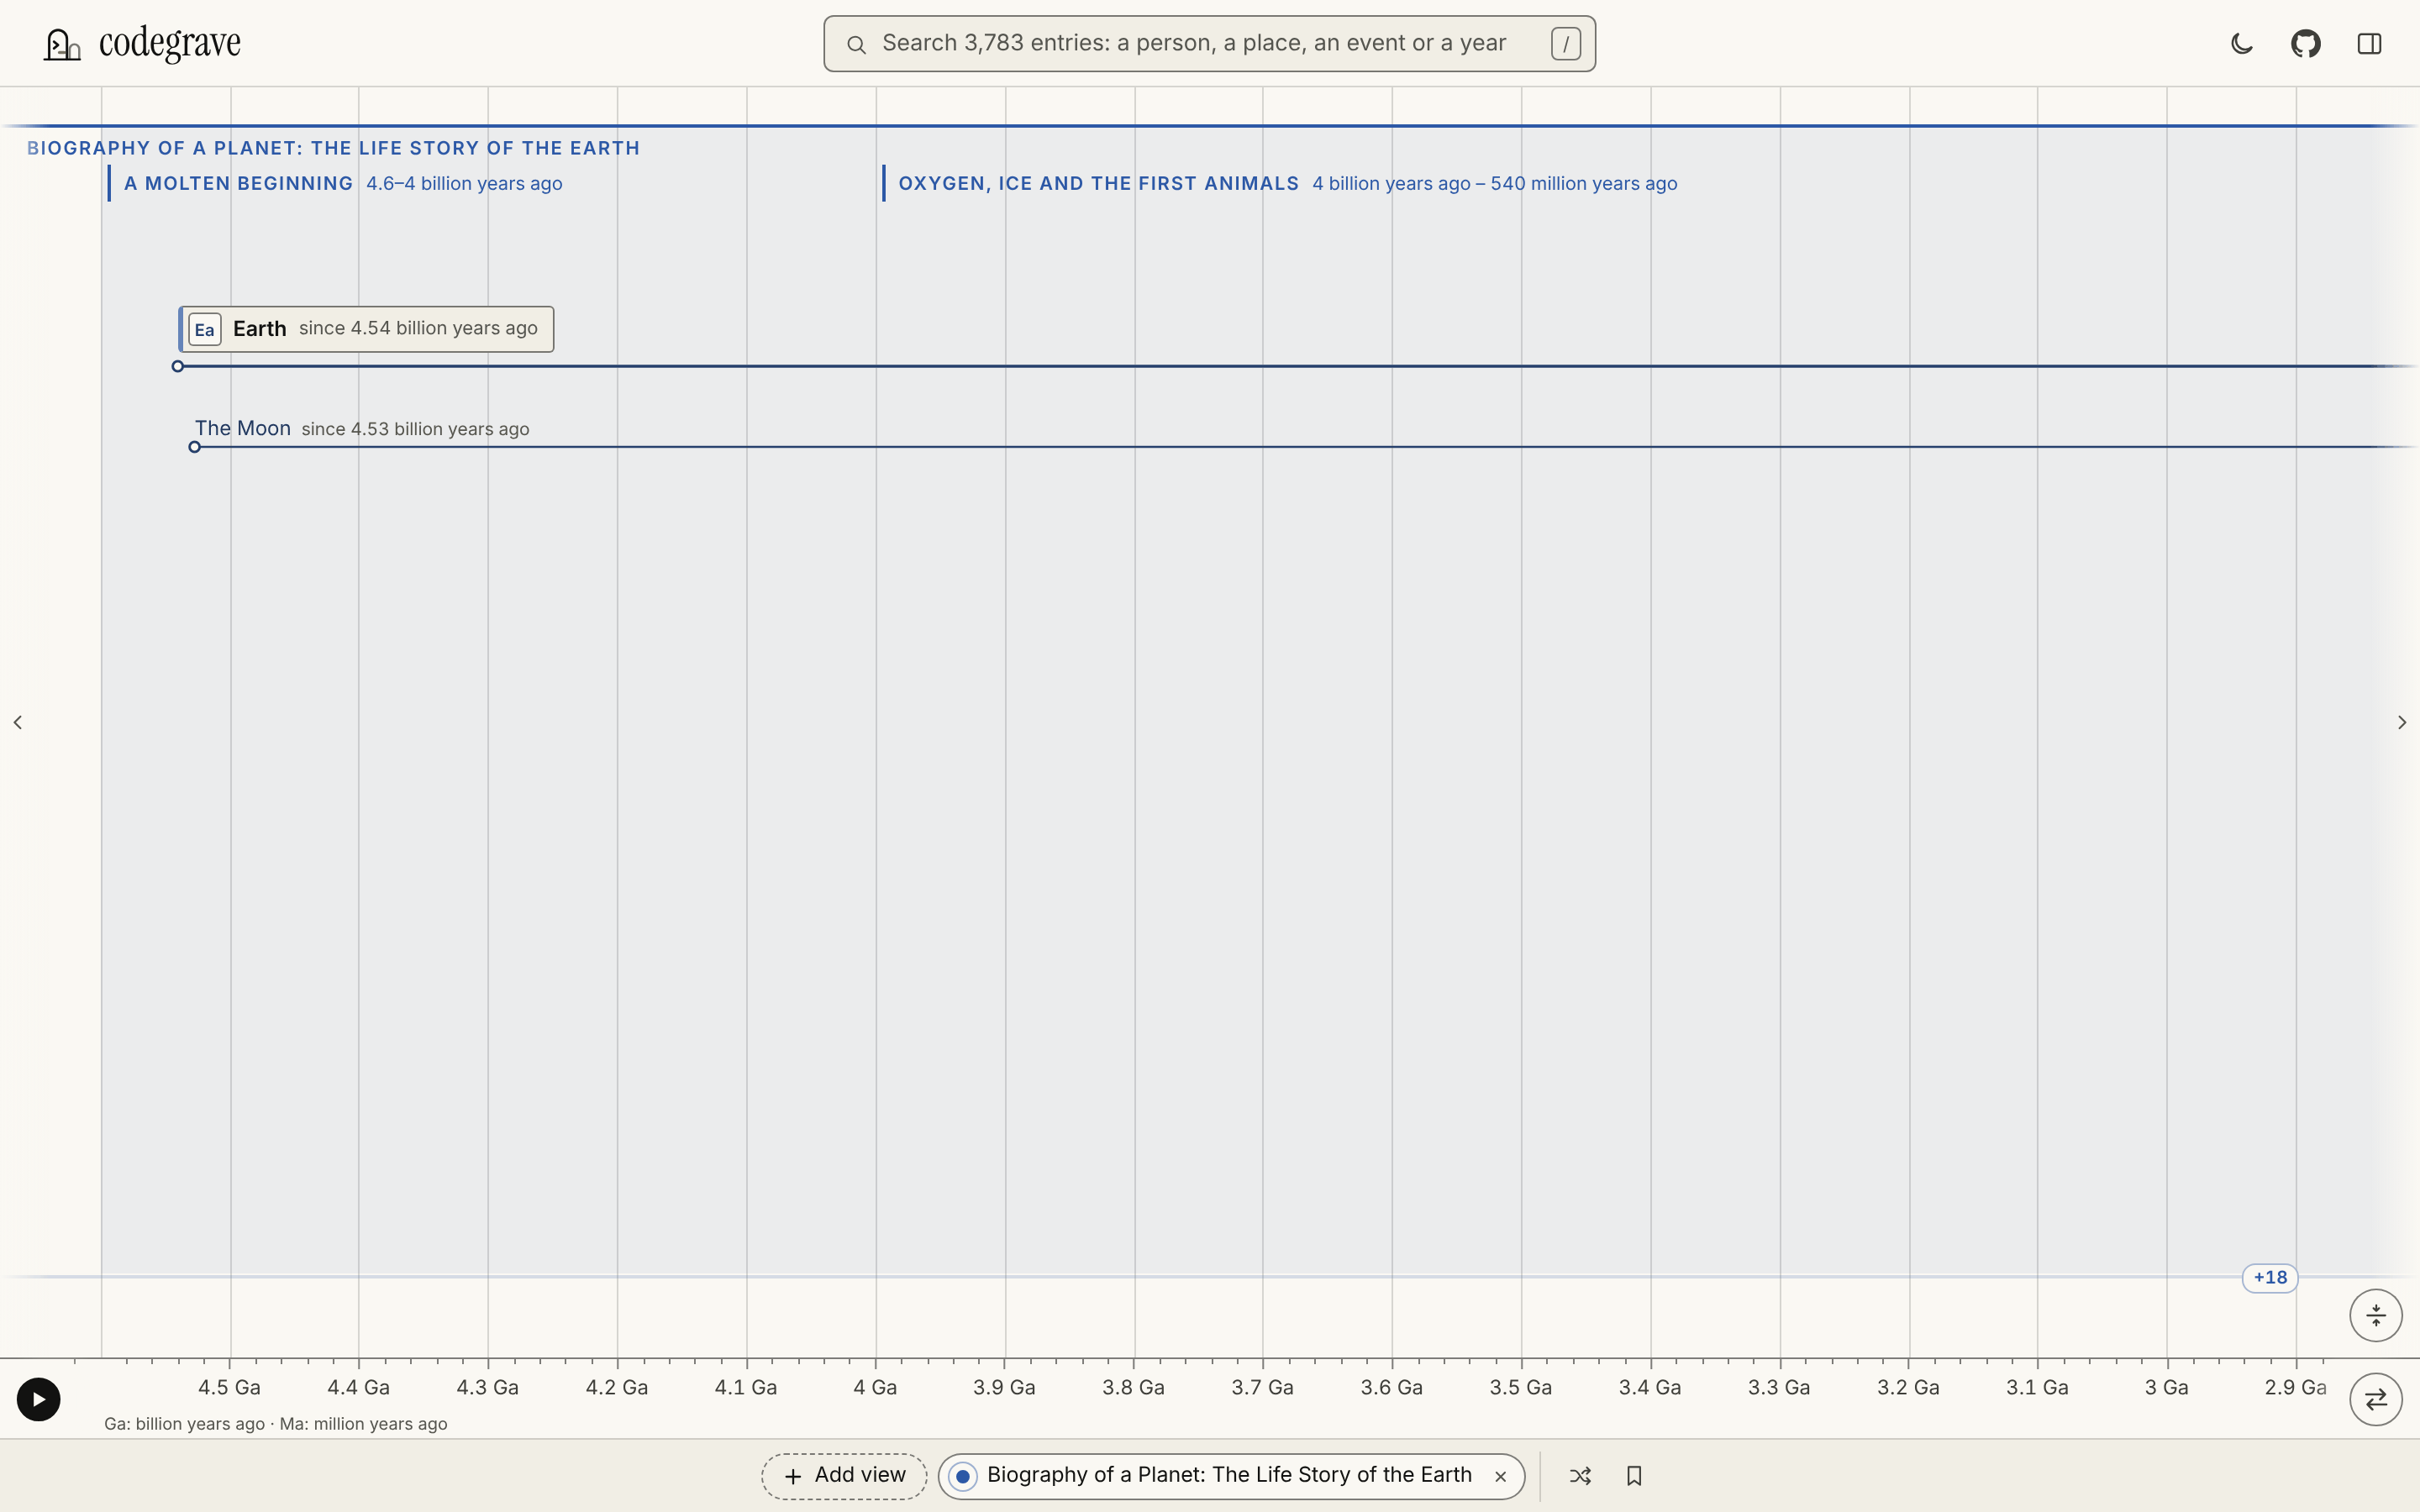 codegrave
Search 3,783 entries: a person, a place, an event or a year /
BIOGRAPHY OF A PLANET: THE LIFE STORY OF THE EARTH
A MOLTEN BEGINNING 4.6–4 billion years ago
OXYGEN, ICE AND THE FIRST ANIMALS 4 billion years ago – 540 million years ago
Ea Earth since 4.54 billion years ago
The Moon since 4.53 billion years ago
+18
4.5 Ga 4.4 Ga 4.3 Ga 4.2 Ga 4.1 Ga 4 Ga 3.9 Ga 3.8 Ga 3.7 Ga 3.6 Ga 3.5 Ga 3.4 Ga 3.3 Ga 3.2 Ga 3.1 Ga 3 Ga 2.9 Ga
Ga: billion years ago · Ma: million years ago
+ Add view
Biography of a Planet: The Life Story of the Earth ×